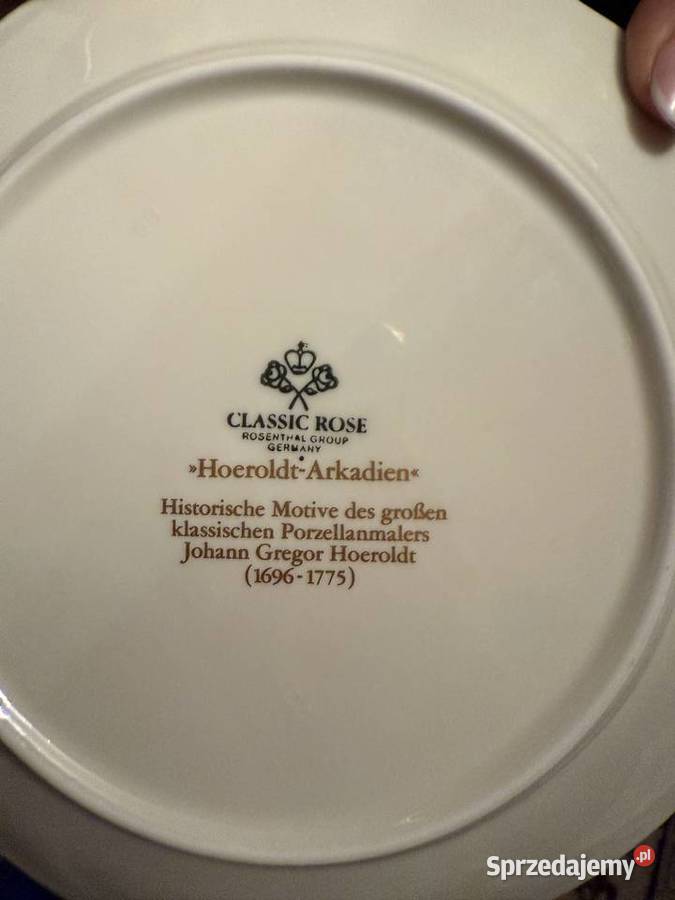 CLASSIC ROSE
ROSENTHAL GROUP
GERMANY
»Hoeroldt-Arkadien«
Historische Motive des großen
klassischen Porzellanmalers
Johann Gregor Hoeroldt
(1696-1775)
Sprzedajemy.pl